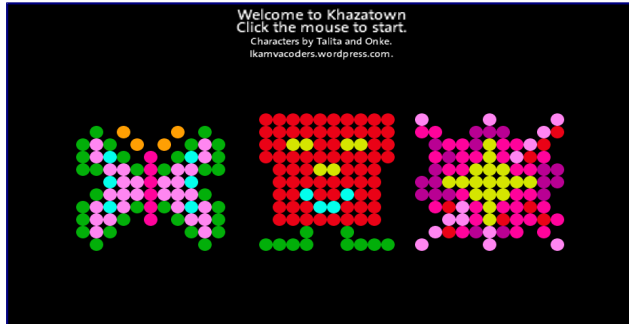 Welcome to Khazatown
Click the mouse to start.
Characters by Talita and Onke.
Ikamvacoders.wordpress.com.